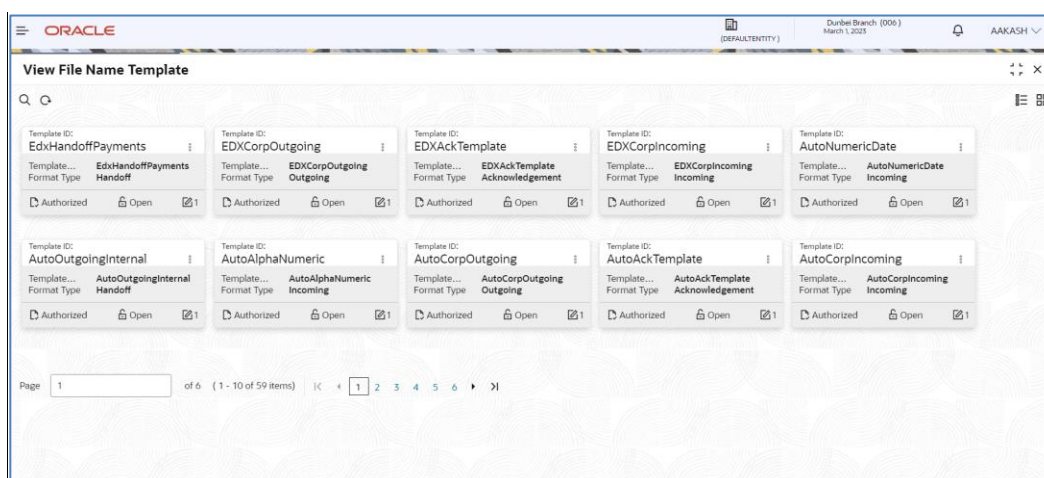 ORACLE
(DEFAULTENTITY)
Dunbei Branch (006)
March 1, 2023
AAKASH
View File Name Template
Template ID: Template ID: Template ID: Template ID: Template ID:
EdxHandoffPayments EDXCorpOutgoing EDXAckTemplate EDXCorpIncoming AutoNumericDate
Template... EdxHandoffPayments Template... EDXCorpOutgoing Template... EDXAckTemplate Template... EDXCorpIncoming Template... AutoNumericDate
Format Type Handoff Format Type Outgoing Format Type Acknowledgement Format Type Incoming Format Type Incoming
Authorized Open 1 Authorized Open 1 Authorized Open 1 Authorized Open 1 Authorized Open 1
Template ID: Template ID: Template ID: Template ID: Template ID:
AutoOutgoingInternal AutoAlphaNumeric AutoCorpOutgoing AutoAckTemplate AutoCorpIncoming
Template... AutoOutgoingInternal Template... AutoAlphaNumeric Template... AutoCorpOutgoing Template... AutoAckTemplate Template... AutoCorpIncoming
Format Type Handoff Format Type Incoming Format Type Outgoing Format Type Acknowledgement Format Type Incoming
Authorized Open 1 Authorized Open 1 Authorized Open 1 Authorized Open 1 Authorized Open 1
Page 1 of 6 (1 - 10 of 59 items) 1 2 3 4 5 6